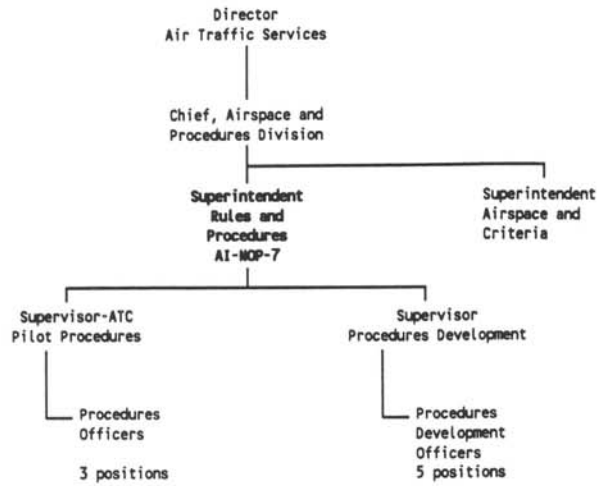 Director
Air Traffic Services
Chief, Airspace and
Procedures Division
Superintendent
Rules and
Procedures
AI-NOP-7
Superintendent
Airspace and
Criteria
Supervisor-ATC
Pilot Procedures
Supervisor
Procedures Development
Procedures
Officers
3 positions
Procedures
Development
Officers
5 positions